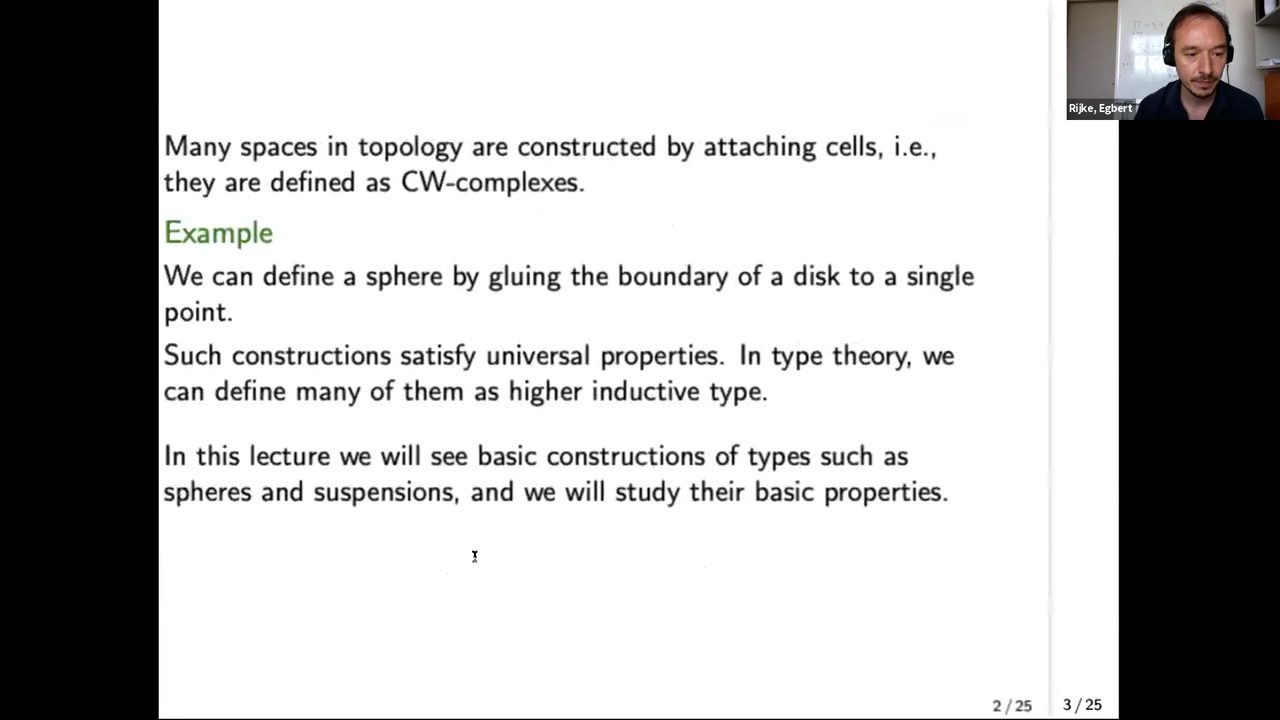 Rijke, Egbert
Many spaces in topology are constructed by attaching cells, i.e.,
they are defined as CW-complexes.
Example
We can define a sphere by gluing the boundary of a disk to a single
point.
Such constructions satisfy universal properties. In type theory, we
can define many of them as higher inductive type.
In this lecture we will see basic constructions of types such as
spheres and suspensions, and we will study their basic properties.
2 / 25
3 / 25